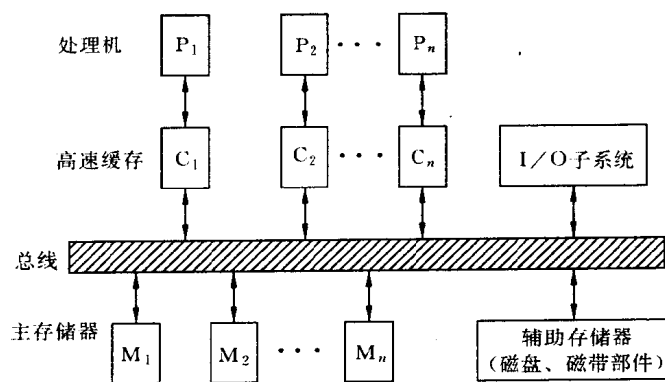 处理机 P1 P2 ··· Pn
高速缓存 C1 C2 ··· Cn I/O子系统
总线
主存储器 M1 M2 ··· Mn 辅助存储器
(磁盘、磁带部件)